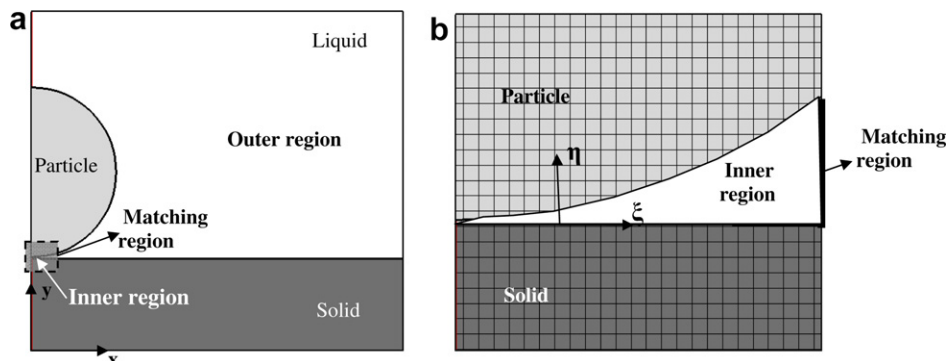 a
Liquid
Outer region
Particle
Matching
region
Inner region
y
Solid
x
b
Particle
η
Matching
region
Inner
region
ξ
Solid